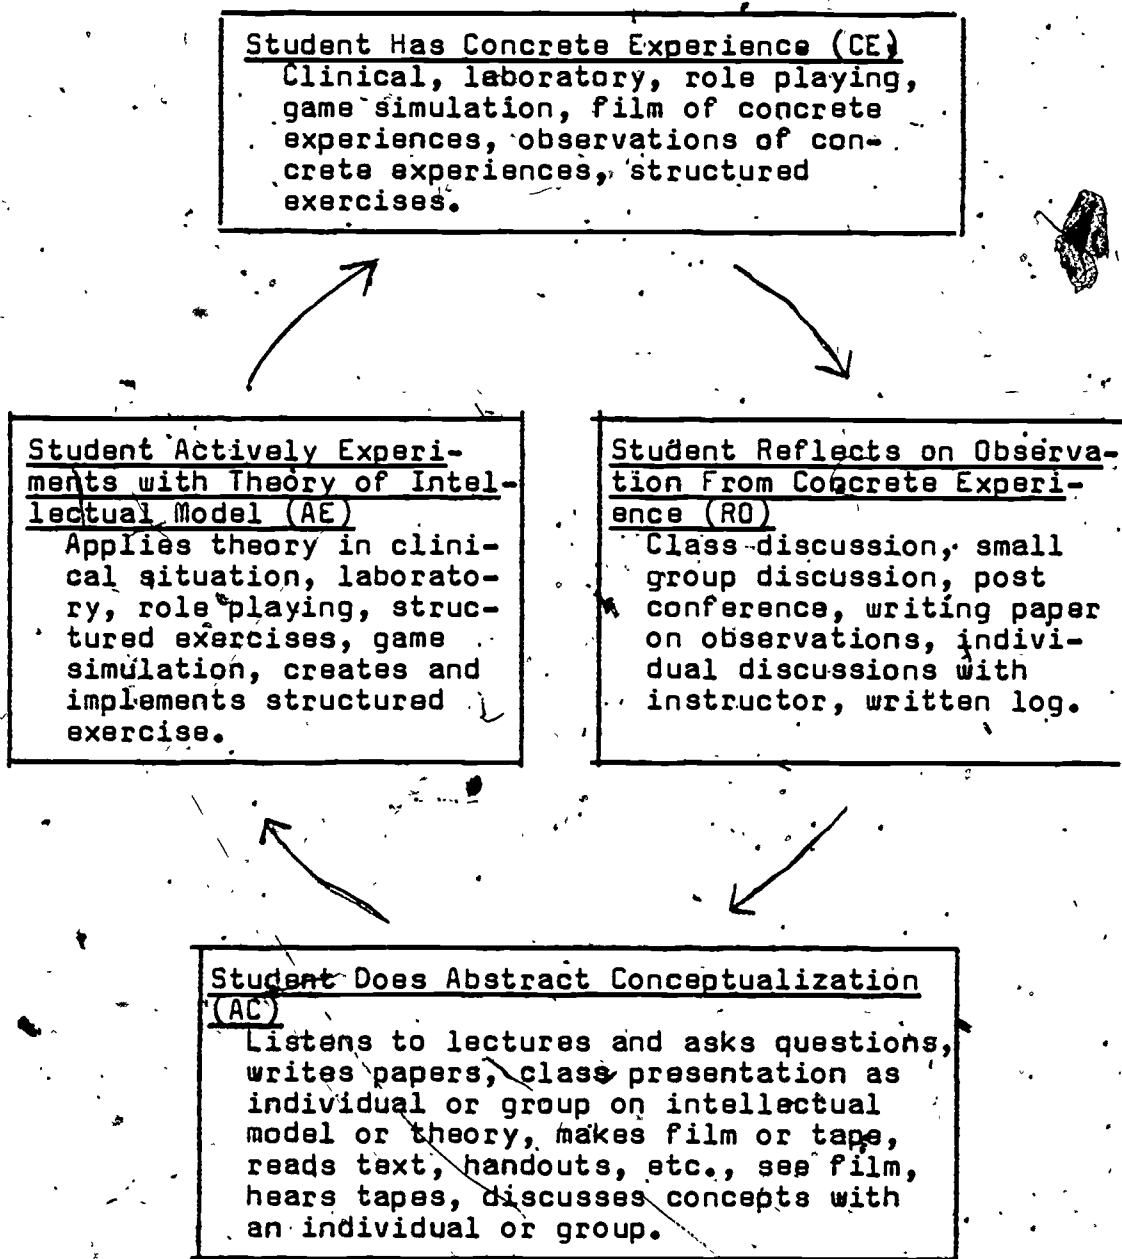 Student Has Concrete Experience (CE)
Clinical, laboratory, role playing,
game simulation, film of concrete
experiences, observations of con-
crete experiences, structured
exercises.
Student Actively Experi-
ments with Theory of Intel-
lectual Model (AE)
Applies theory in clini-
cal situation, laborato-
ry, role playing, struc-
tured exercises, game
simulation, creates and
implements structured
exercise.
Student Reflects on Observa-
tion From Concrete Experi-
ence (RO)
Class discussion, small
group discussion, post
conference, writing paper
on observations, indivi-
dual discussions with
instructor, written log.
Student Does Abstract Conceptualization
(AC)
Listens to lectures and asks questions,
writes papers, class presentation as
individual or group on intellectual
model or theory, makes film or tape,
reads text, handouts, etc., see film,
hears tapes, discusses concepts with
an individual or group.